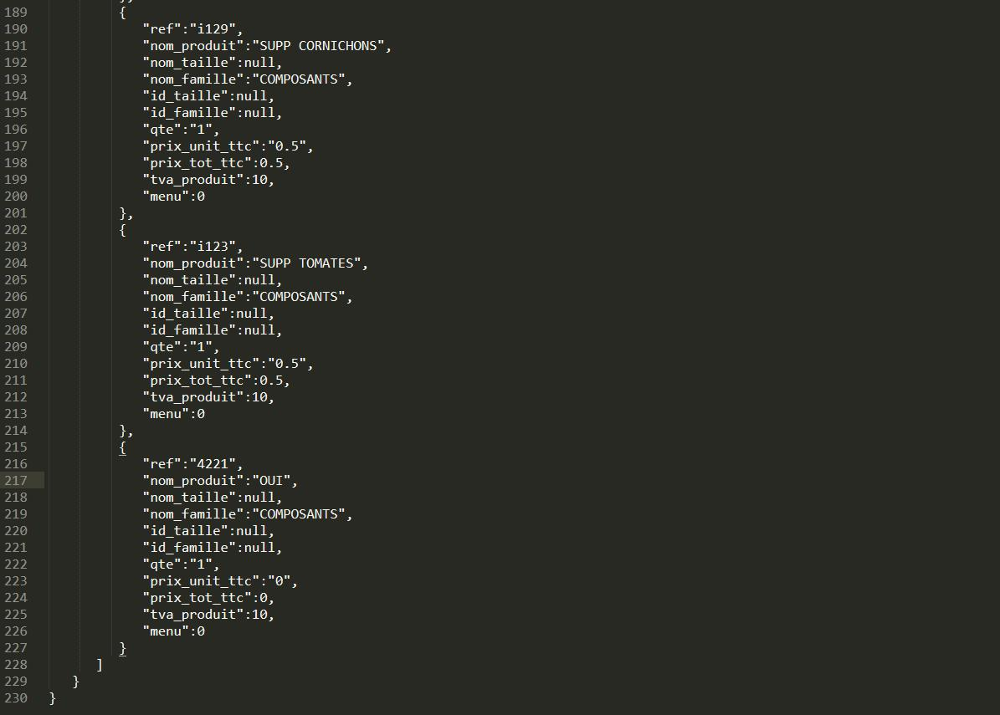 189 {
190 "ref":"i129",
191 "nom_produit":"SUPP CORNICHONS",
192 "nom_taille":null,
193 "nom_famille":"COMPOSANTS",
194 "id_taille":null,
195 "id_famille":null,
196 "qte":"1",
197 "prix_unit_ttc":"0.5",
198 "prix_tot_ttc":0.5,
199 "tva_produit":10,
200 "menu":0
201 },
202 {
203 "ref":"i123",
204 "nom_produit":"SUPP TOMATES",
205 "nom_taille":null,
206 "nom_famille":"COMPOSANTS",
207 "id_taille":null,
208 "id_famille":null,
209 "qte":"1",
210 "prix_unit_ttc":"0.5",
211 "prix_tot_ttc":0.5,
212 "tva_produit":10,
213 "menu":0
214 },
215 {
216 "ref":"4221",
217 "nom_produit":"OUI",
218 "nom_taille":null,
219 "nom_famille":"COMPOSANTS",
220 "id_taille":null,
221 "id_famille":null,
222 "qte":"1",
223 "prix_unit_ttc":"0",
224 "prix_tot_ttc":0,
225 "tva_produit":10,
226 "menu":0
227 }
228 ]
229 }
230 }